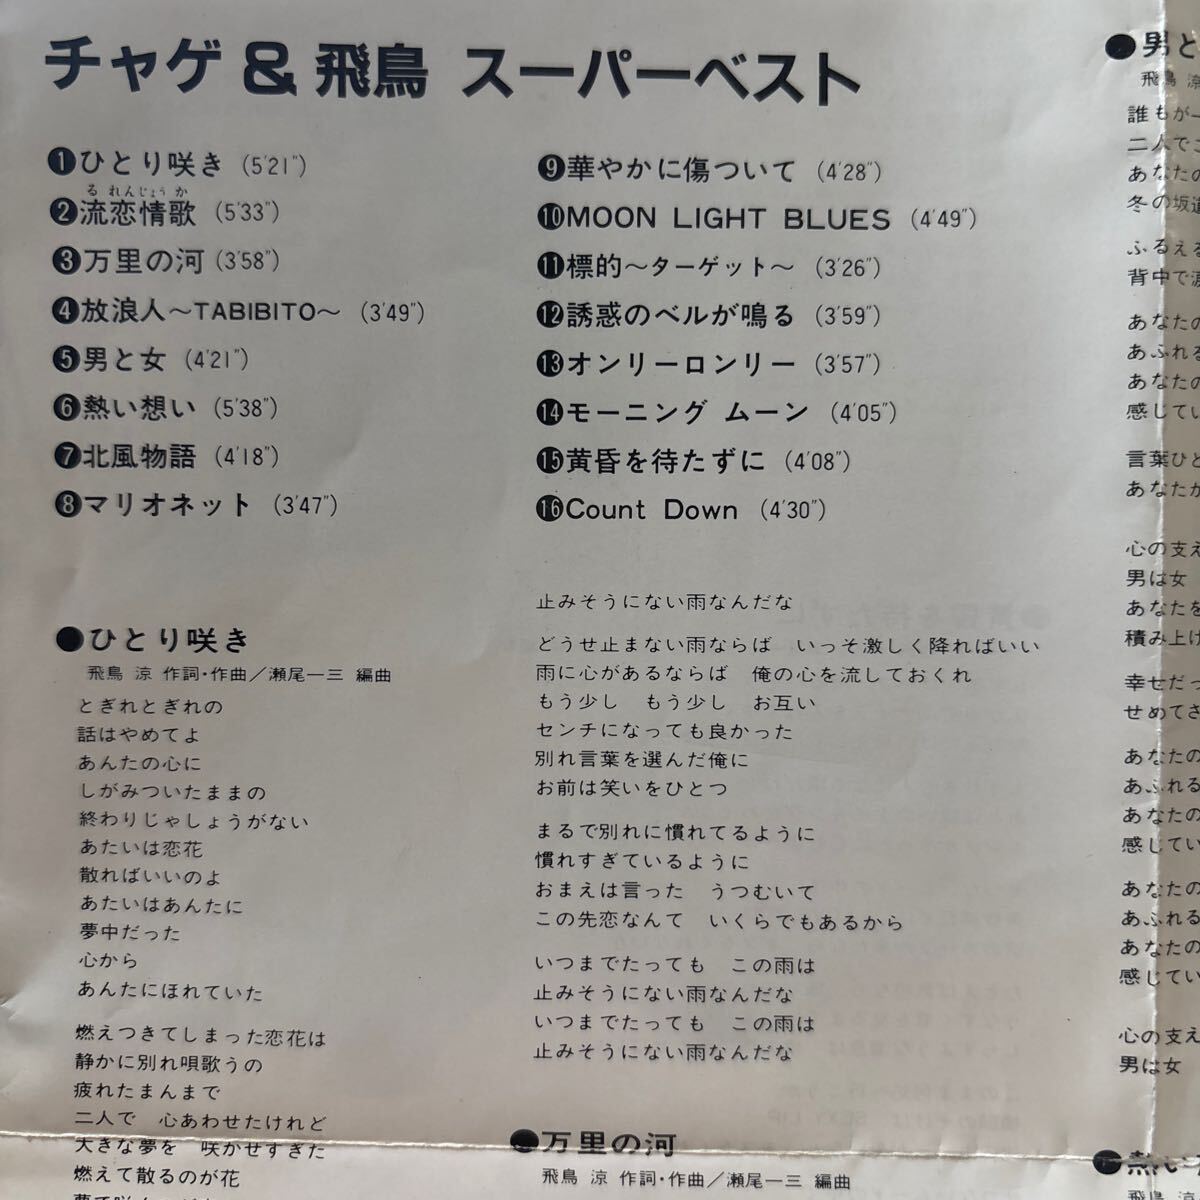 チャゲ & 飛鳥 スーパーベスト
❶ひとり咲き (5'21")
る れんじょう か
❷流恋情歌 (5'33")
❸万里の河 (3'58")
❹放浪人〜TABIBITO〜 (3'49")
❺男と女 (4'21")
❻熱い想い (5'38")
❼北風物語 (4'18")
❽マリオネット (3'47")
❾華やかに傷ついて (4'28")
❿MOON LIGHT BLUES (4'49")
⓫標的〜ターゲット〜 (3'26")
⓬誘惑のベルが鳴る (3'59")
⓭オンリーロンリー (3'57")
⓮モーニング ムーン (4'05")
⓯黄昏を待たずに (4'08")
⓰Count Down (4'30")
●ひとり咲き
飛鳥 涼 作詞・作曲／瀬尾一三 編曲
とぎれとぎれの
話はやめてよ
あんたの心に
しがみついたままの
終わりじゃしょうがない
あたいは恋花
散ればいいのよ
あたいはあんたに
夢中だった
心から
あんたにほれていた
燃えつきてしまった恋花は
静かに別れ唄歌うの
疲れたまんまで
二人で 心あわせたけれど
大きな夢を 咲かせすぎた
燃えて散るのが花
止みそうにない雨なんだな
どうせ止まない雨ならば いっそ激しく降ればいい
雨に心があるならば 俺の心を流しておくれ
もう少し もう少し お互い
センチになっても良かった
別れ言葉を選んだ俺に
お前は笑いをひとつ
まるで別れに慣れてるように
慣れすぎているように
おまえは言った うつむいて
この先恋なんて いくらでもあるから
いつまでたっても この雨は
止みそうにない雨なんだな
いつまでたっても この雨は
止みそうにない雨なんだな
●万里の河
飛鳥 涼 作詞・作曲／瀬尾一三 編曲
●男と
飛鳥 涼
誰もが一
二人でこ
あなたの
冬の坂道
ふるえる
背中で涙
あなたの
あふれる
あなたの
感じてい
言葉ひと
あなたが
心の支え
男は女
あなたを
積み上げ
幸せだっ
せめてさ
あなたの
あふれる
あなたの
感じてい
あなたの
あふれる
あなたの
感じてい
心の支え
男は女
●熱い
飛鳥 涼